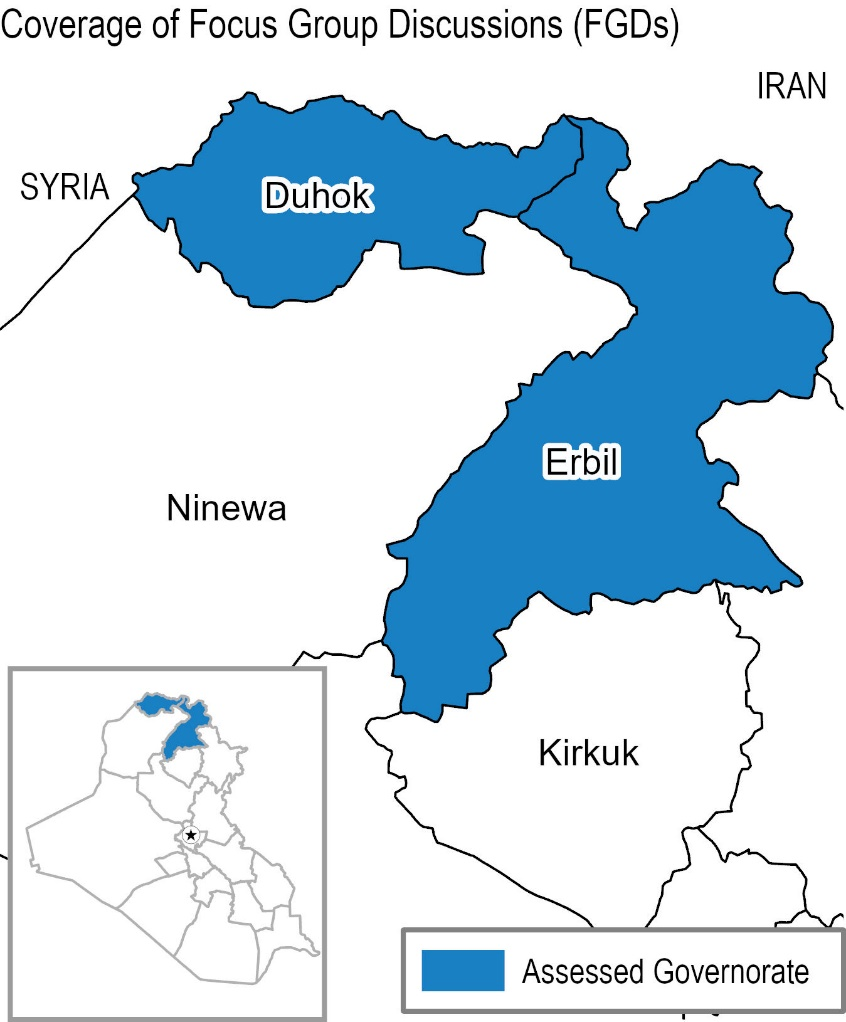 Coverage of Focus Group Discussions (FGDs)
IRAN
SYRIA
Duhok
Erbil
Ninewa
Kirkuk
Assessed Governorate